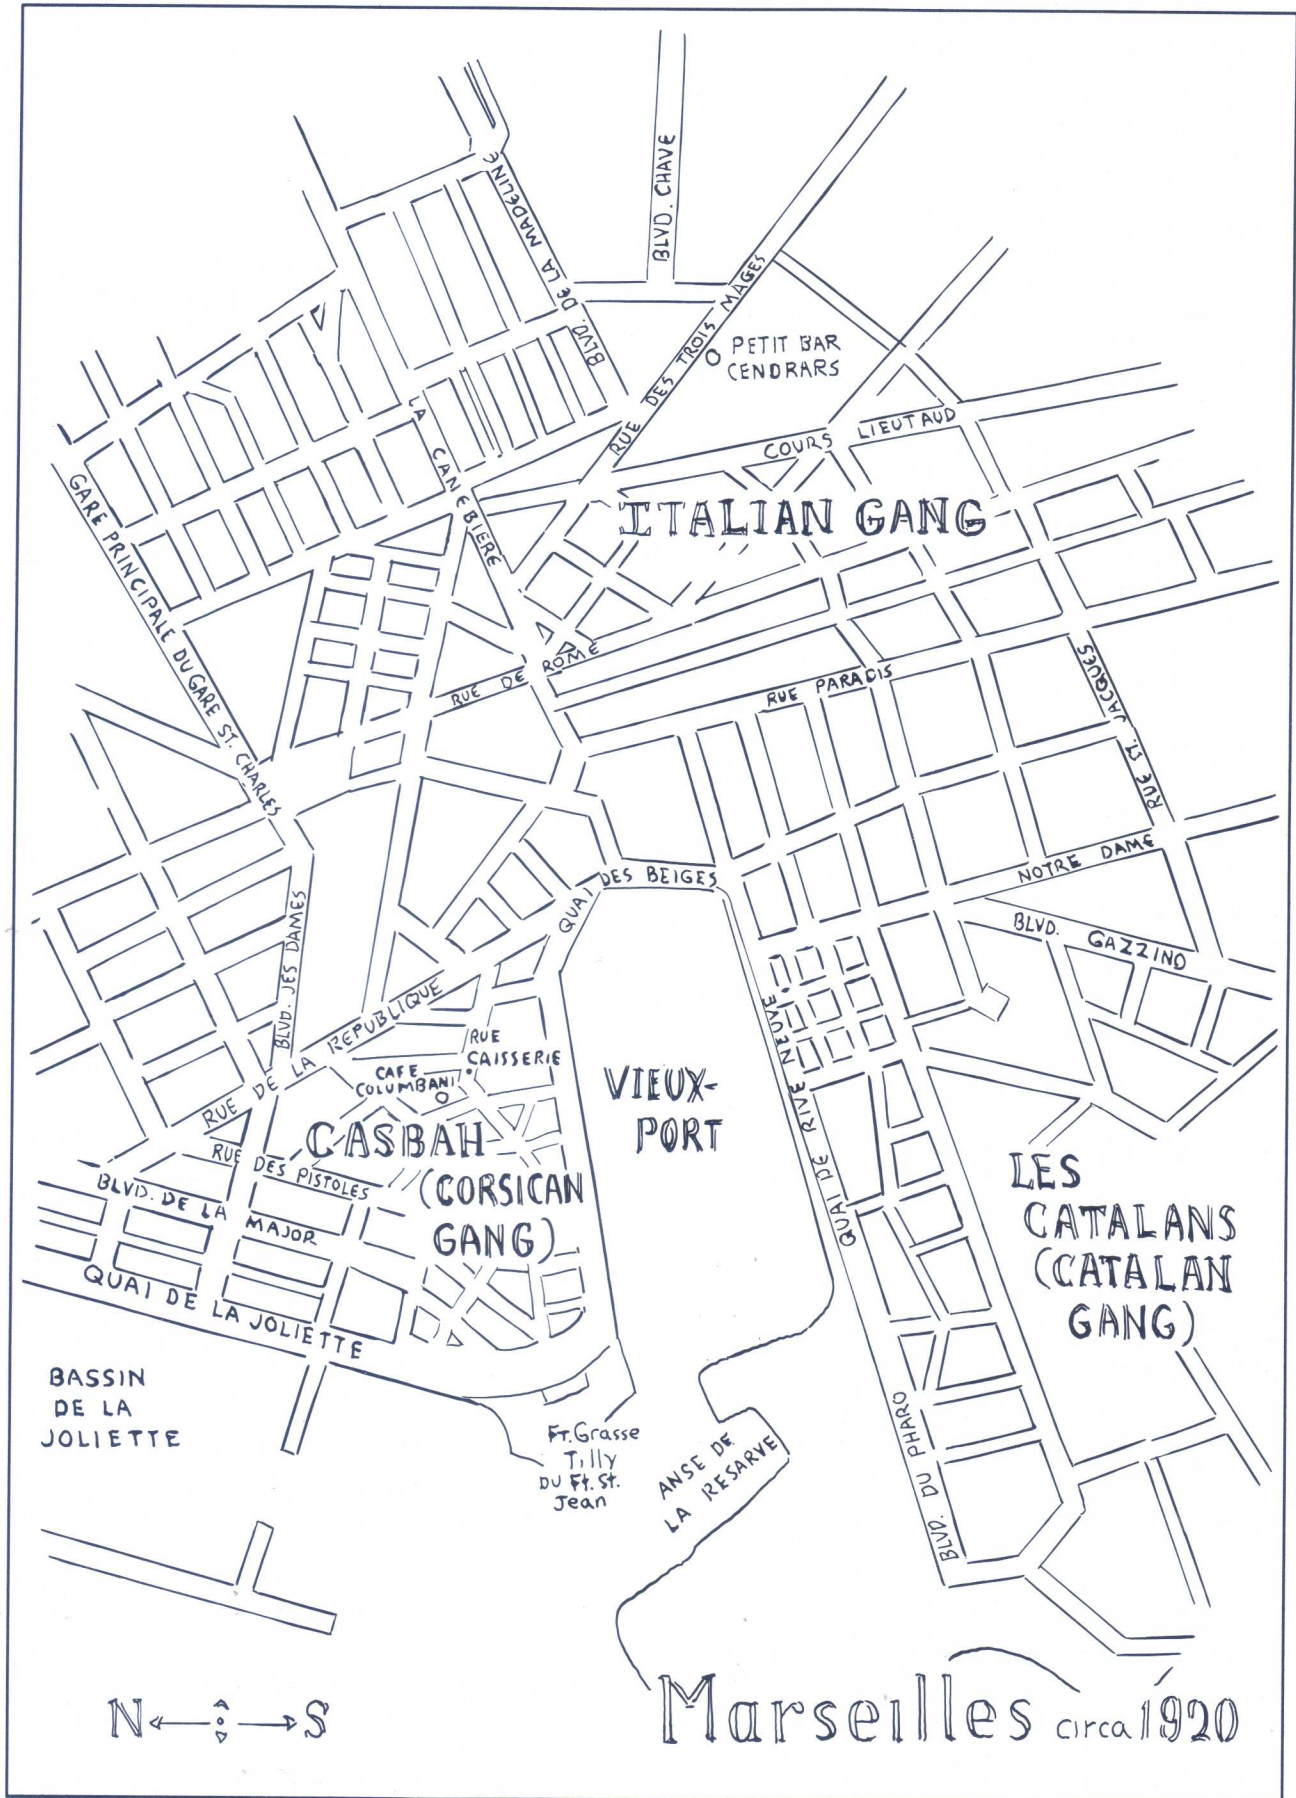 BLVD. CHAVE
BLVD. DE LA MADELINE
RUE DES TROIS MAGES
PETIT BAR
CENDRARS
COURS LIEUTAUD
LA CANEBIERE
ITALIAN GANG
GARE PRINCIPALE DU GARE ST. CHARLES
RUE DE ROME
RUE PARADIS
RUE ST. JACQUES
NOTRE DAME
BLVD. GAZZINO
QUAI DES BEIGES
BLVD. JES DAMES
RUE DE LA REPUBLIQUE
RUE
CAISSERIE
CAFE
COLUMBANI
QUAI DE RIVE NEUVE
VIEUX-
PORT
CASBAH
(CORSICAN
GANG)
RUE DES PISTOLES
BLVD. DE LA MAJOR
QUAI DE LA JOLIETTE
LES
CATALANS
(CATALAN
GANG)
BASSIN
DE LA
JOLIETTE
FT. Grasse
Tilly
DU Ft. St.
Jean
ANSE DE
LA RESARVE
BLVD. DU PHARO
N S
Marseilles circa 1920